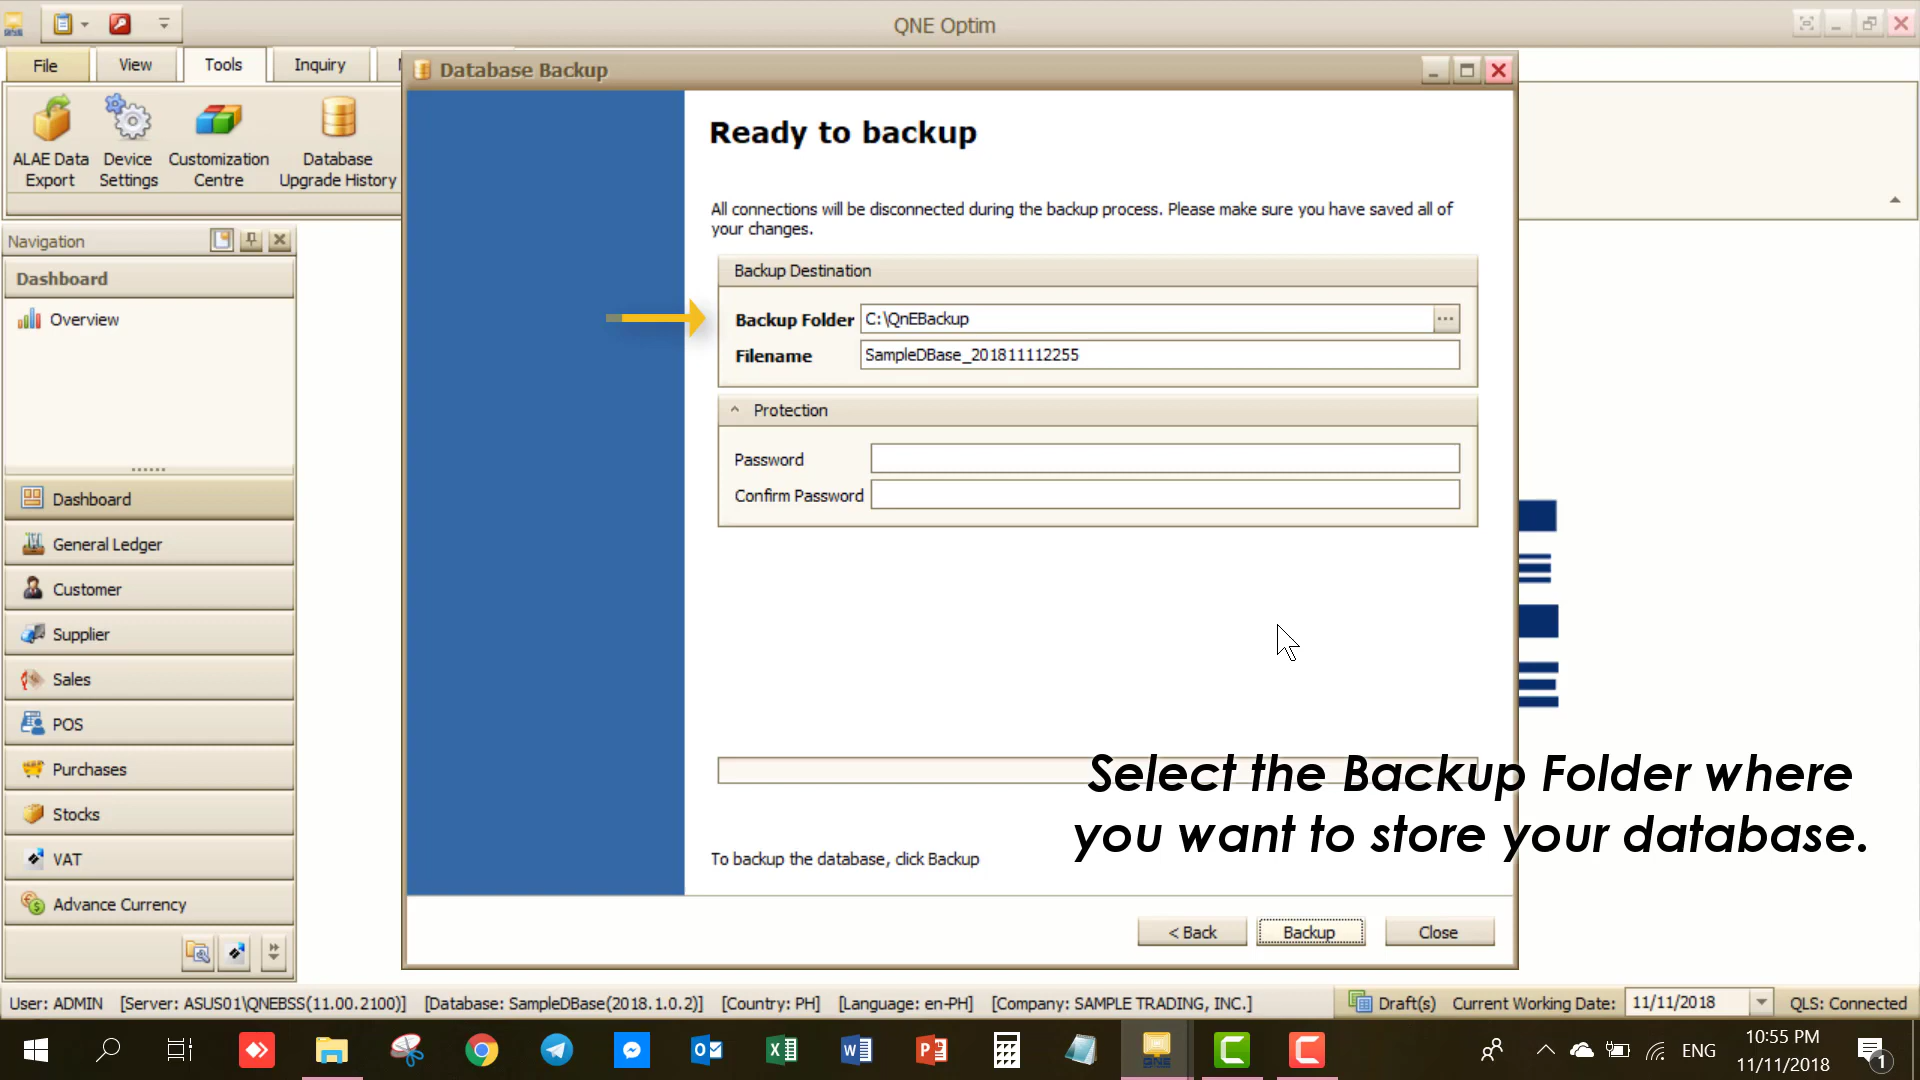 QNE Optim
File
View
Tools
Inquiry
ALAE Data
Export
Device
Settings
Customization
Centre
Database
Upgrade History
Database Backup
Ready to backup
All connections will be disconnected during the backup process. Please make sure you have saved all of
your changes.
Backup Destination
Backup Folder C:\QnEBackup
Filename SampleDBase_201811112255
Protection
Password
Confirm Password
Select the Backup Folder where
you want to store your database.
To backup the database, click Backup
< Back
Backup
Close
Navigation
Dashboard
Overview
Dashboard
General Ledger
Customer
Supplier
Sales
POS
Purchases
Stocks
VAT
Advance Currency
User: ADMIN [Server: ASUS01\QNEBSS(11.00.2100)] [Database: SampleDBase(2018.1.0.2)] [Country: PH] [Language: en-PH] [Company: SAMPLE TRADING, INC.] Draft(s) Current Working Date: 11/11/2018 QLS: Connected
ENG
10:55 PM
11/11/2018
1